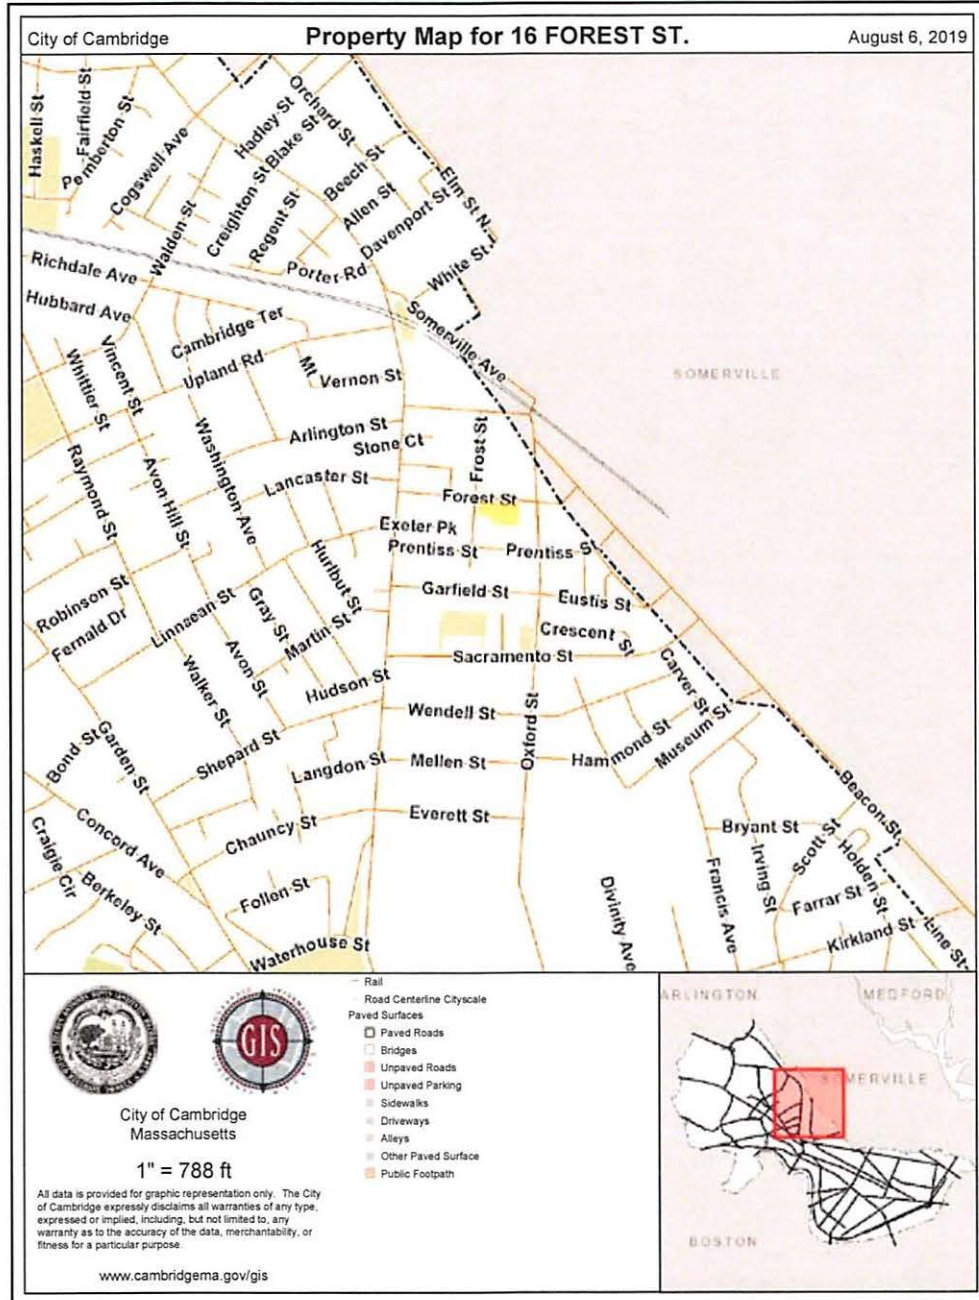 City of Cambridge
Property Map for 16 FOREST ST.
August 6, 2019
Haskell St
Fairfield St
Pemberton St
Cogswell Ave
Hadley St
Orchard St
Blake St
Creighton St
Walden St
Regent St
Beech St
Allen St
Davenport St
Elm St N
White St
Porter Rd
Richdale Ave
Hubbard Ave
Somerville Ave
Cambridge Ter
Upland Rd
Mt Vernon St
SOMERVILLE
Vincent St
Whittier St
Washington Ave
Arlington St
Stone Ct
Frost St
Raymond St
Avon Hill St
Lancaster St
Forest St
Exeter Pk
Prentiss St
Prentiss S
Hurlbut St
Garfield St
Eustis St
Robinson St
Fernald Dr
Linnaean St
Gray St
Martin St
Crescent St
Sacramento St
Avon St
Walker St
Hudson St
Carver St
Wendell St
Oxford St
Hammond St
Museum St
Bond St
Garden St
Shepard St
Langdon St
Mellen St
Concord Ave
Chauncy St
Everett St
Beacon St
Bryant St
Scott St
Holden St
Craigie Cir
Berkeley St
Follen St
Waterhouse St
Divinity Ave
Francis Ave
Irving St
Farrar St
Kirkland St
Line St
GIS
City of Cambridge
Massachusetts
1" = 788 ft
All data is provided for graphic representation only. The City
of Cambridge expressly disclaims all warranties of any type,
expressed or implied, including, but not limited to, any
warranty as to the accuracy of the data, merchantability, or
fitness for a particular purpose.
www.cambridgema.gov/gis
Rail
Road Centerline Cityscale
Paved Surfaces
Paved Roads
Bridges
Unpaved Roads
Unpaved Parking
Sidewalks
Driveways
Alleys
Other Paved Surface
Public Footpath
ARLINGTON
MEDFORD
SOMERVILLE
BOSTON